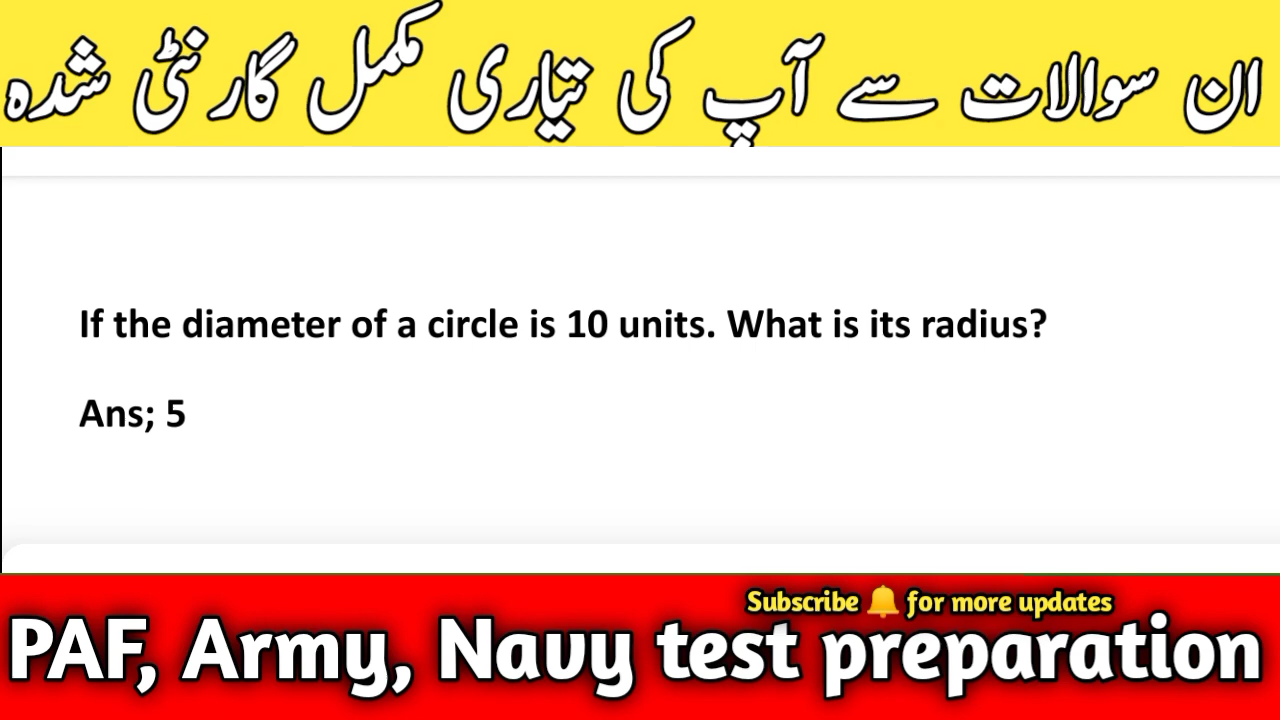 ان سوالات سے آپ کی تیاری مکمل گارنٹی شدہ
If the diameter of a circle is 10 units. What is its radius?
Ans; 5
Subscribe 🔔 for more updates
PAF, Army, Navy test preparation